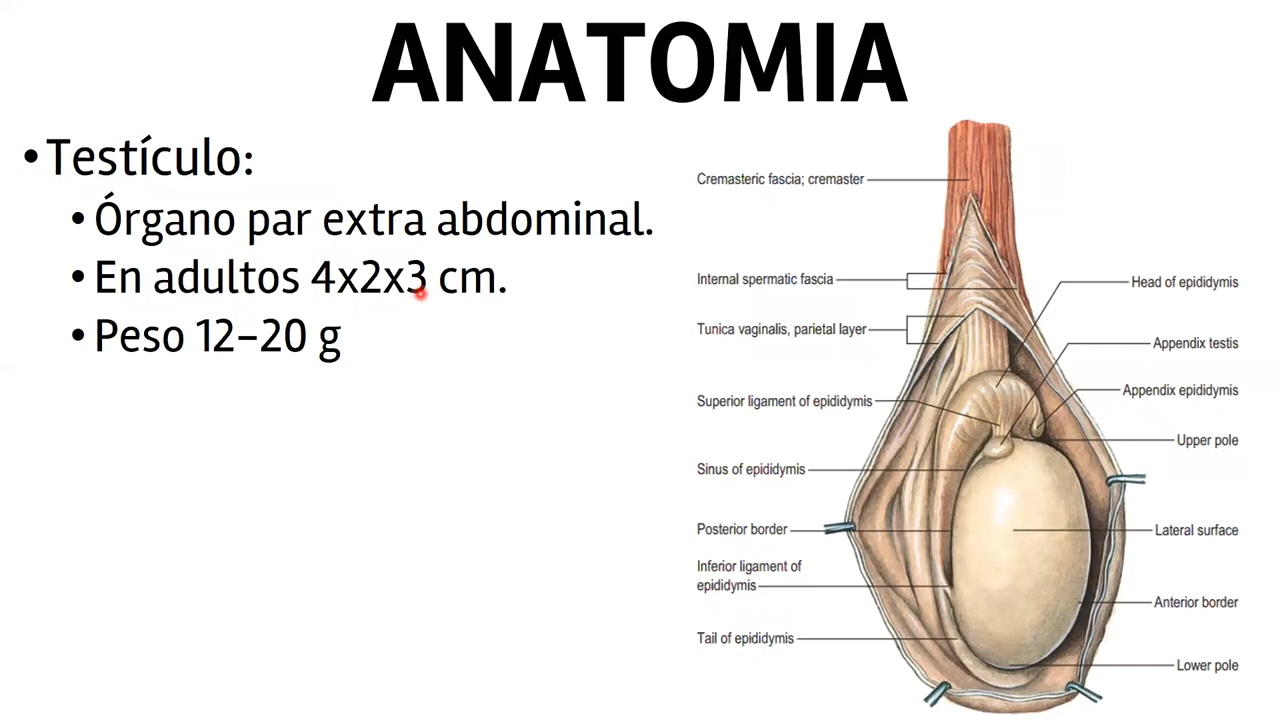 ANATOMIA
• Testículo:
• Órgano par extra abdominal.
• En adultos 4x2x3 cm.
• Peso 12–20 g
Cremasteric fascia; cremaster
Internal spermatic fascia
Tunica vaginalis, parietal layer
Superior ligament of epididymis
Sinus of epididymis
Posterior border
Inferior ligament of
epididymis
Tail of epididymis
Head of epididymis
Appendix testis
Appendix epididymis
Upper pole
Lateral surface
Anterior border
Lower pole